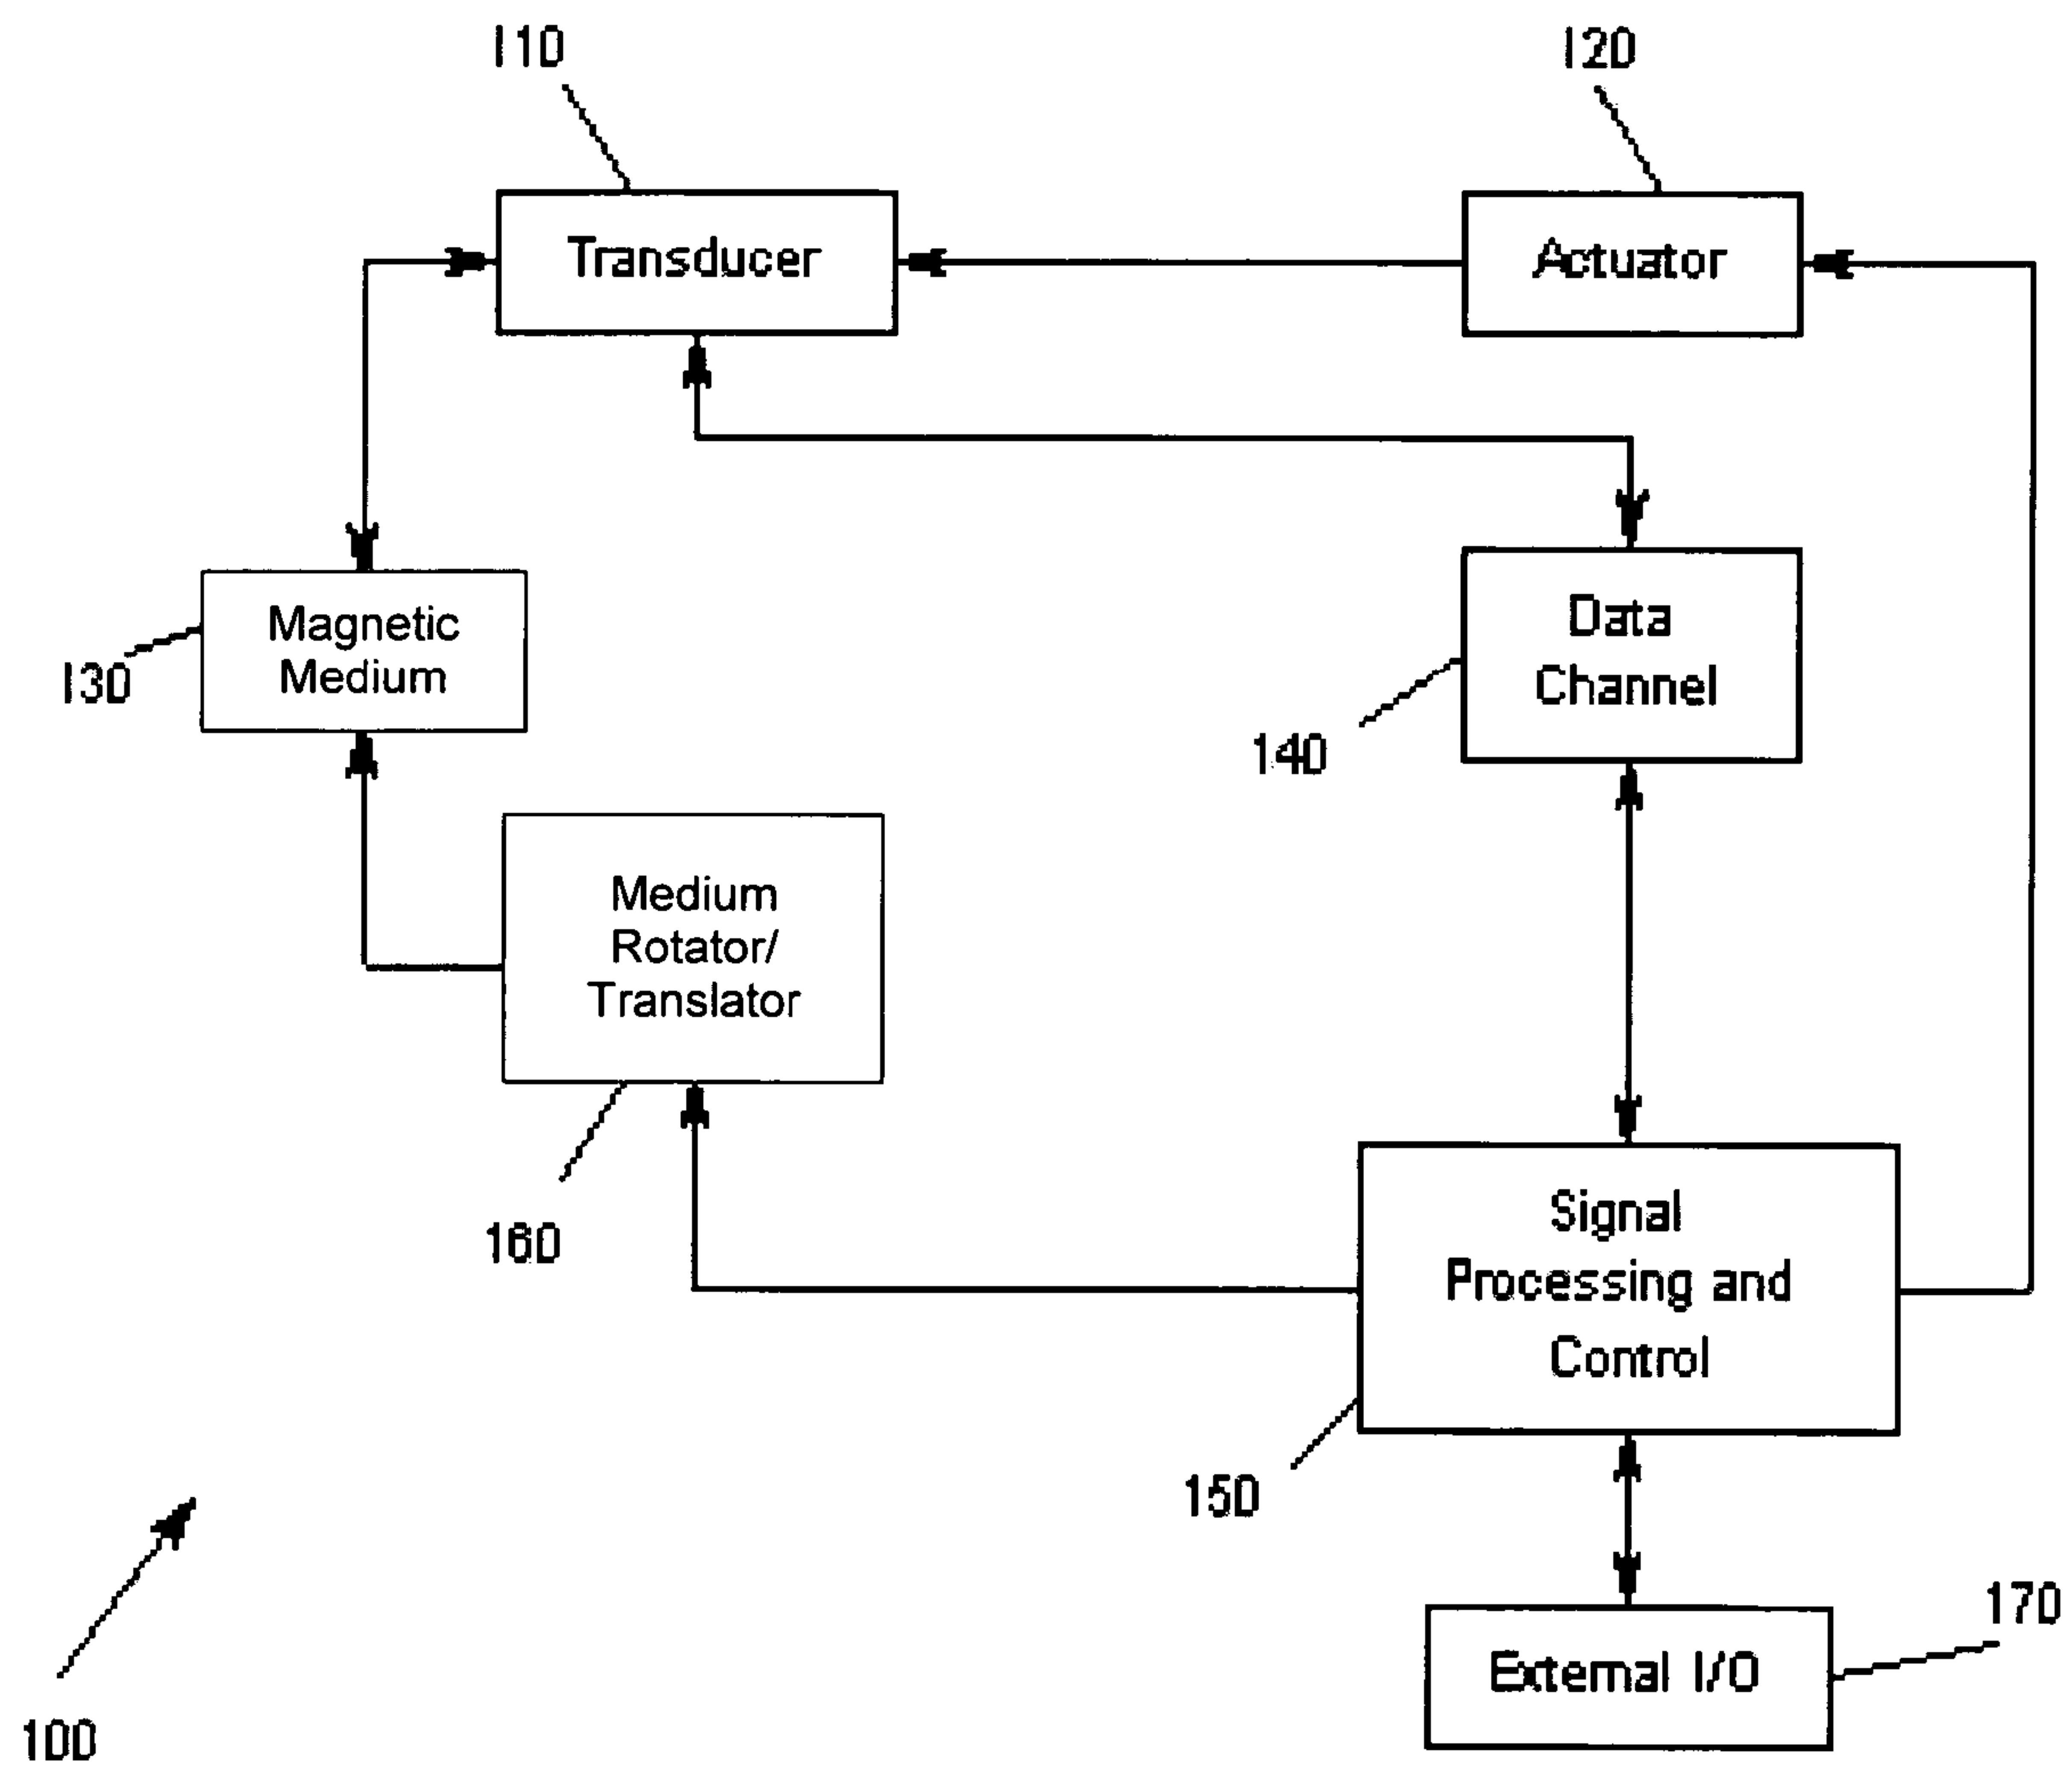 110
120
Transducer
Actuator
Magnetic
Medium
130
Data
Channel
140
Medium
Rotator/
Translator
160
Signal
Processing and
Control
150
170
External I/O
100